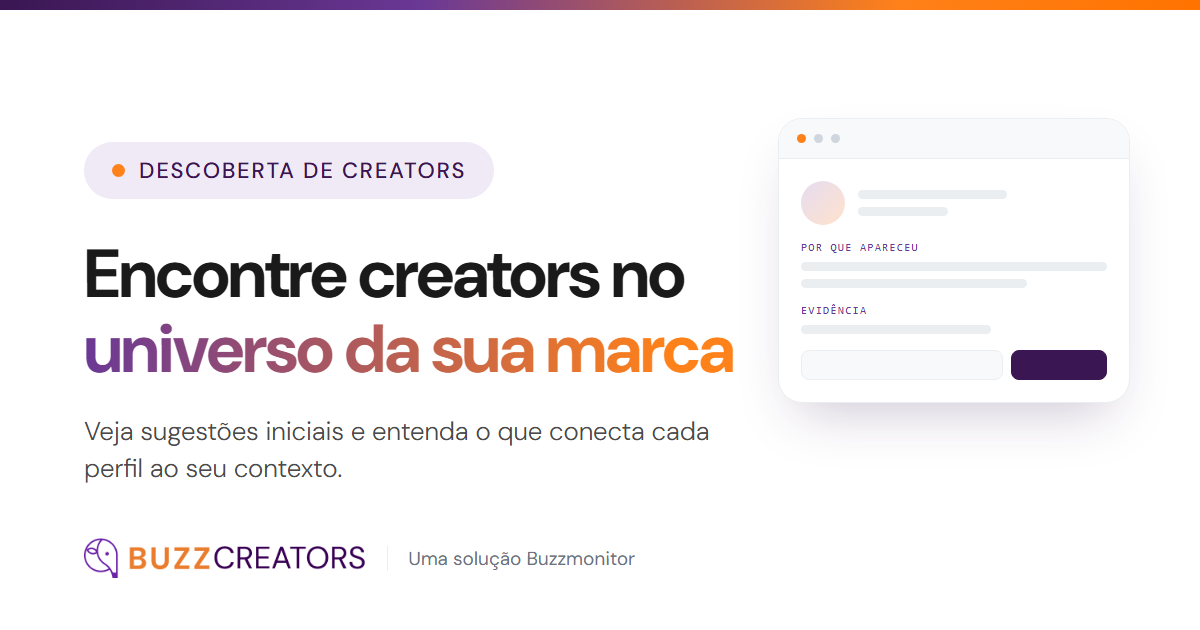 DESCOBERTA DE CREATORS
Encontre creators no
universo da sua marca
Veja sugestões iniciais e entenda o que conecta cada
perfil ao seu contexto.
BUZZCREATORS
Uma solução Buzzmonitor
POR QUE APARECEU
EVIDÊNCIA